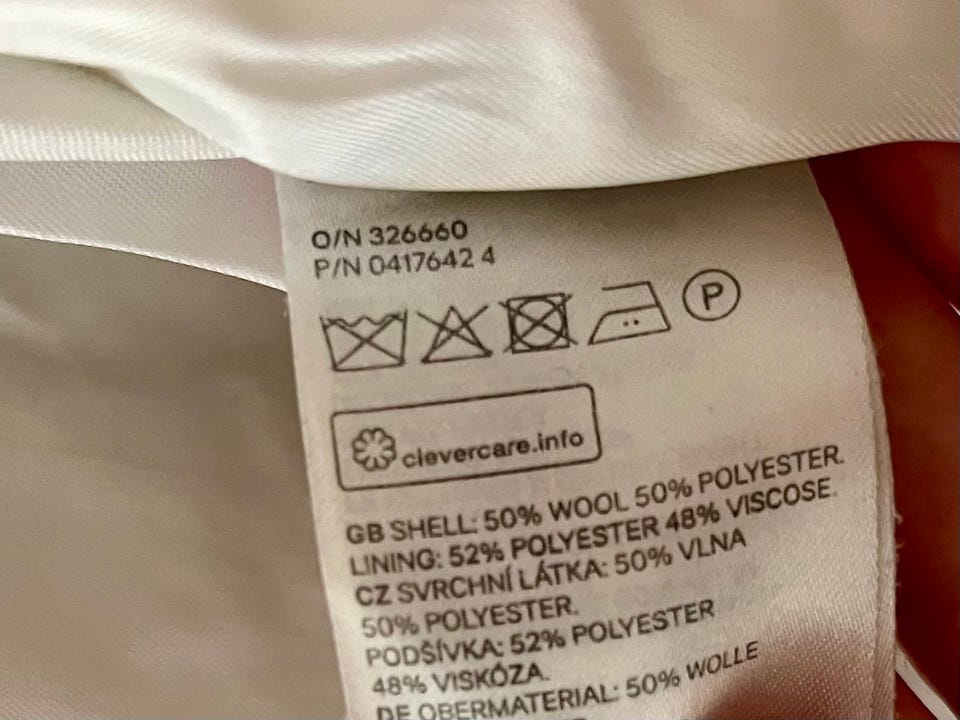 O/N 326660
P/N 0417642 4
P
clevercare.info
GB SHELL: 50% WOOL 50% POLYESTER.
LINING: 52% POLYESTER 48% VISCOSE.
CZ SVRCHNÍ LÁTKA: 50% VLNA
50% POLYESTER.
PODŠÍVKA: 52% POLYESTER
48% VISKÓZA.
DE OBERMATERIAL: 50% WOLLE